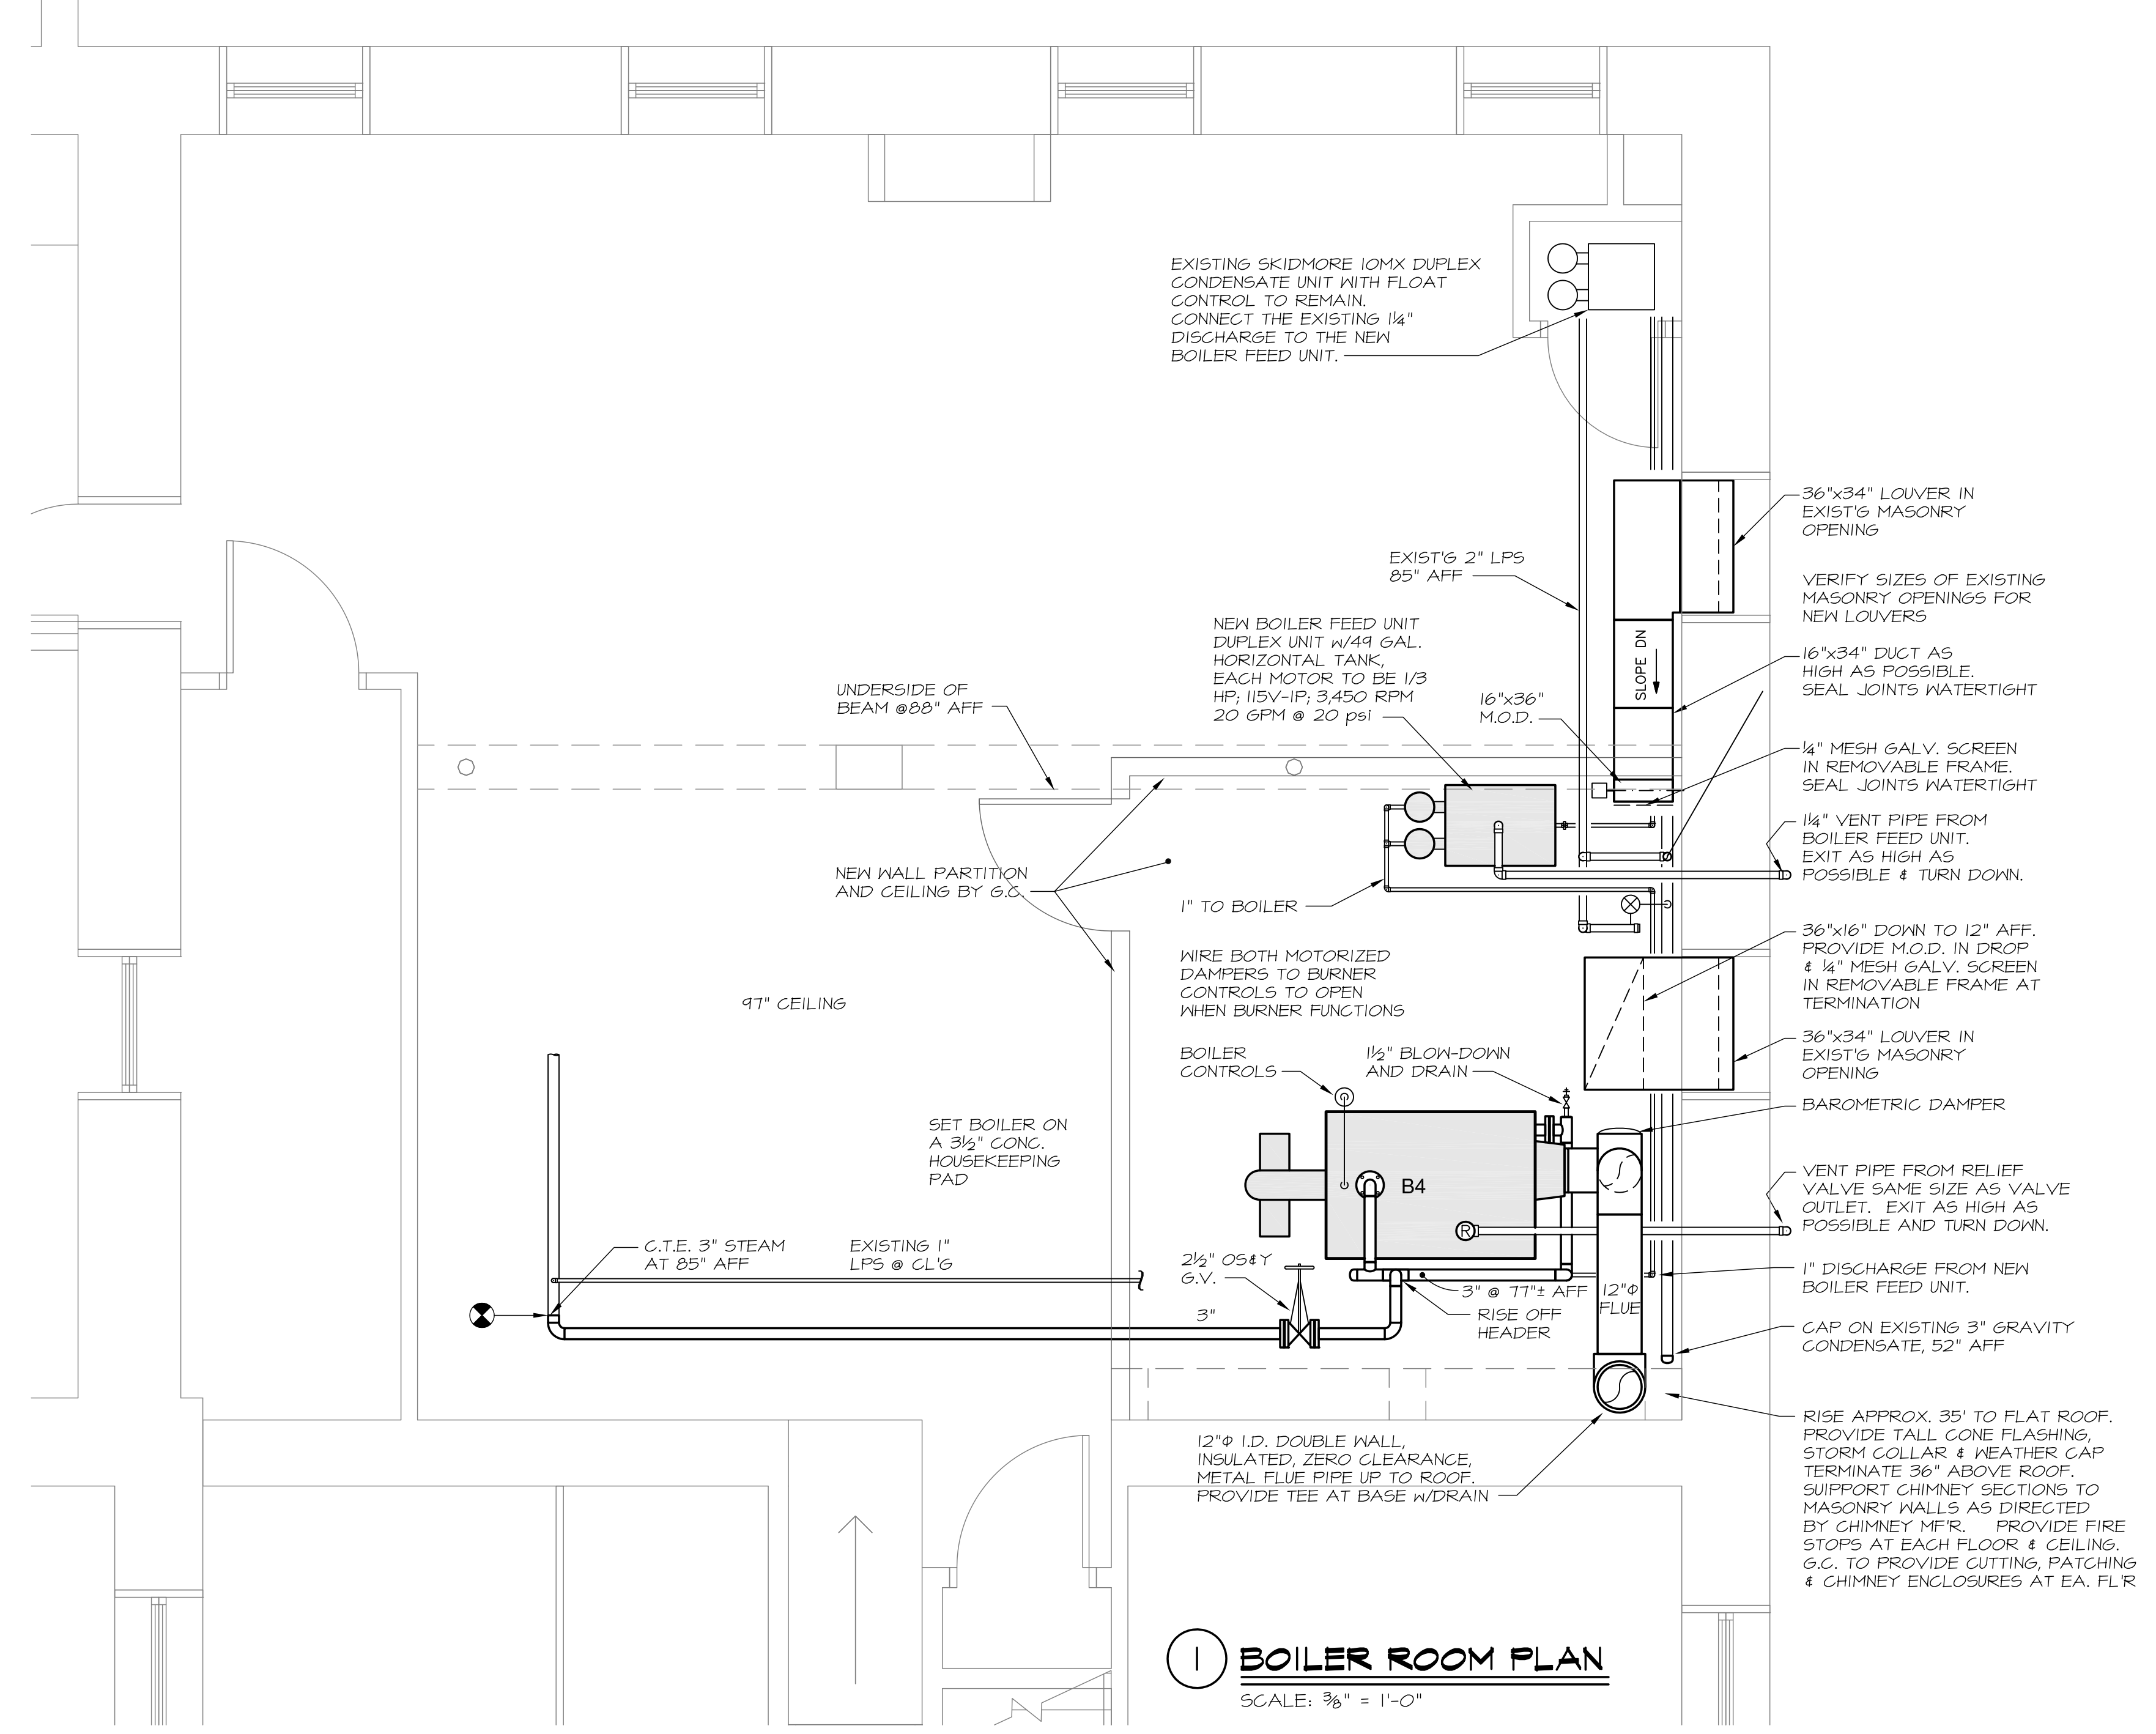 EXISTING SKIDMORE 10MX DUPLEX
CONDENSATE UNIT WITH FLOAT
CONTROL TO REMAIN.
CONNECT THE EXISTING 1¼"
DISCHARGE TO THE NEW
BOILER FEED UNIT.
36"x34" LOUVER IN
EXIST'G MASONRY
OPENING
EXIST'G 2" LPS
85" AFF
VERIFY SIZES OF EXISTING
MASONRY OPENINGS FOR
NEW LOUVERS
NEW BOILER FEED UNIT
DUPLEX UNIT w/49 GAL.
HORIZONTAL TANK,
EACH MOTOR TO BE 1/3
HP; 115V-1P; 3,450 RPM
20 GPM @ 20 psi
SLOPE DN
16"x34" DUCT AS
HIGH AS POSSIBLE.
SEAL JOINTS WATERTIGHT
UNDERSIDE OF
BEAM @88" AFF
16"x36"
M.O.D.
¼" MESH GALV. SCREEN
IN REMOVABLE FRAME.
SEAL JOINTS WATERTIGHT
1¼" VENT PIPE FROM
BOILER FEED UNIT.
EXIT AS HIGH AS
POSSIBLE & TURN DOWN.
NEW WALL PARTITION
AND CEILING BY G.C.
1" TO BOILER
36"x16" DOWN TO 12" AFF.
PROVIDE M.O.D. IN DROP
& ¼" MESH GALV. SCREEN
IN REMOVABLE FRAME AT
TERMINATION
WIRE BOTH MOTORIZED
DAMPERS TO BURNER
CONTROLS TO OPEN
WHEN BURNER FUNCTIONS
97" CEILING
36"x34" LOUVER IN
EXIST'G MASONRY
OPENING
BOILER
CONTROLS
1½" BLOW-DOWN
AND DRAIN
BAROMETRIC DAMPER
SET BOILER ON
A 3½" CONC.
HOUSEKEEPING
PAD
B4
R
VENT PIPE FROM RELIEF
VALVE SAME SIZE AS VALVE
OUTLET. EXIT AS HIGH AS
POSSIBLE AND TURN DOWN.
C.T.E. 3" STEAM
AT 85" AFF
EXISTING 1"
LPS @ CL'G
2½" OS&Y
G.V.
3"
3" @ 77"± AFF
12"Φ
FLUE
RISE OFF
HEADER
1" DISCHARGE FROM NEW
BOILER FEED UNIT.
CAP ON EXISTING 3" GRAVITY
CONDENSATE, 52" AFF
12"Φ I.D. DOUBLE WALL,
INSULATED, ZERO CLEARANCE,
METAL FLUE PIPE UP TO ROOF.
PROVIDE TEE AT BASE w/DRAIN
RISE APPROX. 35' TO FLAT ROOF.
PROVIDE TALL CONE FLASHING,
STORM COLLAR & WEATHER CAP
TERMINATE 36" ABOVE ROOF.
SUIPPORT CHIMNEY SECTIONS TO
MASONRY WALLS AS DIRECTED
BY CHIMNEY MF'R. PROVIDE FIRE
STOPS AT EACH FLOOR & CEILING.
G.C. TO PROVIDE CUTTING, PATCHING
& CHIMNEY ENCLOSURES AT EA. FL'R
1 BOILER ROOM PLAN
SCALE: ⅜" = 1'-0"